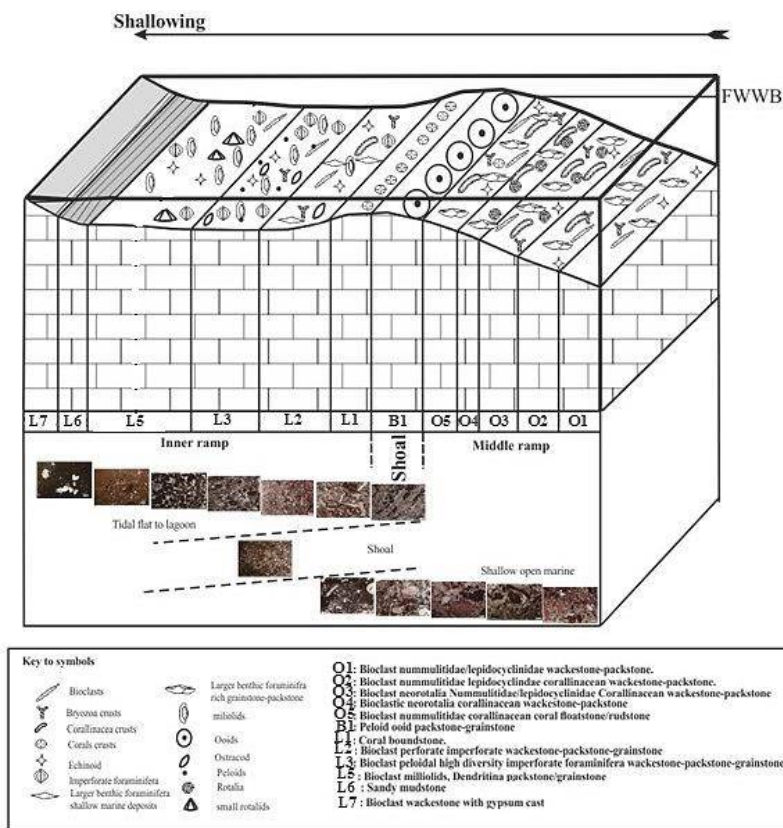 Shallowing
FWWB
L7 L6 L5 L3 L2 L1 B1 O5 O4 O3 O2 O1
Inner ramp
Shoal
Middle ramp
Tidal flat to lagoon
Shoal
Shallow open marine
Key to symbols
Bioclasts
Bryozoa crusts
Corallinacea crusts
Corals crusts
Echinoid
Imperforate foraminifera
Larger benthic foraminifera
shallow marine deposits
Larger benthic foraminifra
rich grainstone-packstone
miliolids
Ooids
Ostracod
Peloids
Rotalia
small rotalids
O1: Bioclast nummulitidae/lepidocyclinidae wackestone-packstone.
O2: Bioclast nummulitidae lepidocyclindae corallinacean wackestone-packstone.
O3: Bioclast neorotalia Nummulitidae/lepidocyclinidae Corallinacean wackestone-packstone
O4: Bioclastic neorotalia corallinacean wackestone-packstone
O5: Bioclast nummulitidae corallinacean coral floatstone/rudstone
B1: Peloid ooid packstone-grainstone
L1: Coral boundstone.
L2: Bioclast perforate imperforate wackestone-packstone-grainstone
L3: Bioclast peloidal high diversity imperforate foraminifera wackestone-packstone-grainstone
L5: Bioclast milliolids, Dendritina packstone/grainstone
L6 : Sandy mudstone
L7 : Bioclast wackestone with gypsum cast